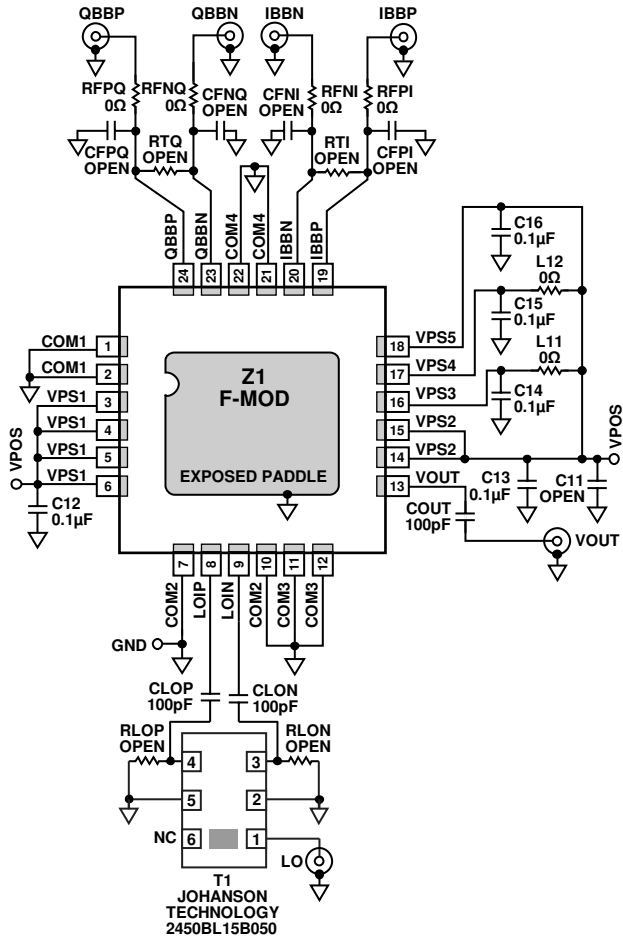 QBBP QBBN IBBN IBBP
RFPQ 0Ω
RFNQ 0Ω
CFNQ OPEN
CFNI OPEN
RFNI 0Ω
RFPI 0Ω
CFPQ OPEN
RTQ OPEN
RTI OPEN
CFPI OPEN
QBBP QBBN COM4 COM4 IBBN IBBP
24 23 22 21 20 19
C16
0.1µF
L12
0Ω
C15
0.1µF
L11
0Ω
C14
0.1µF
COM1 1
COM1 2
VPS1 3
VPS1 4
VPS1 5
VPS1 6
VPOS
C12
0.1µF
Z1
F-MOD
EXPOSED PADDLE
18 VPS5
17 VPS4
16 VPS3
15 VPS2
14 VPS2
13 VOUT
VPOS
C13
0.1µF
C11
OPEN
COUT
100pF
VOUT
7 8 9 10 11 12
COM2 LOIP LOIN COM2 COM3 COM3
GND
CLOP
100pF
CLON
100pF
RLOP
OPEN
RLON
OPEN
4 3
5 2
NC 6 1
LO
T1
JOHANSON
TECHNOLOGY
2450BL15B050